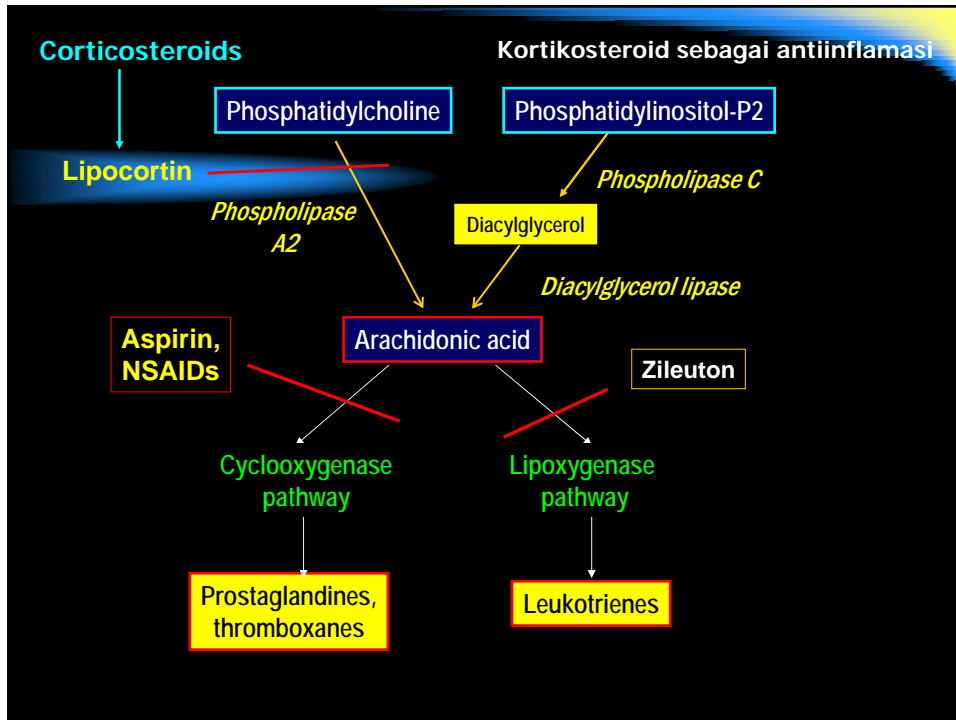 Corticosteroids
Kortikosteroid sebagai antiinflamasi
Phosphatidylcholine
Phosphatidylinositol-P2
Lipocortin
Phospholipase C
Phospholipase
A2
Diacylglycerol
Diacylglycerol lipase
Aspirin,
NSAIDs
Arachidonic acid
Zileuton
Cyclooxygenase
pathway
Lipoxygenase
pathway
Prostaglandines,
thromboxanes
Leukotrienes